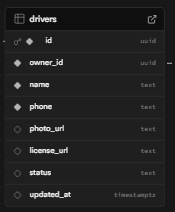 drivers
id uuid
owner_id uuid
name text
phone text
photo_url text
license_url text
status text
updated_at timestamptz